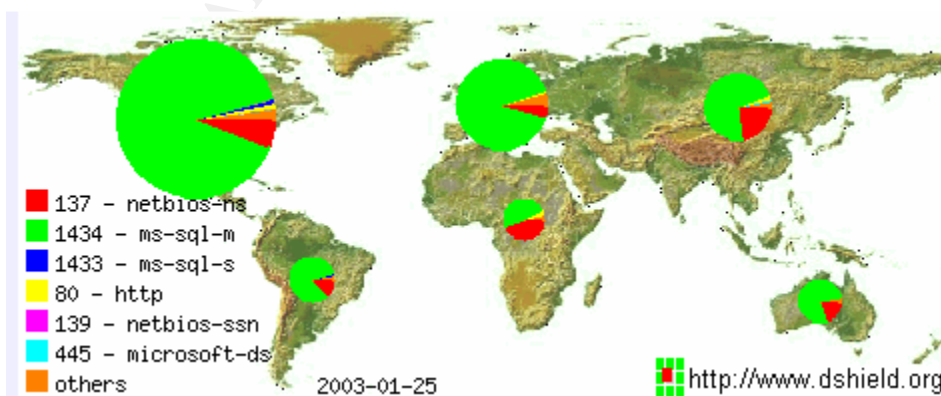 137 - netbios-ns
1434 - ms-sql-m
1433 - ms-sql-s
80 - http
139 - netbios-ssn
445 - microsoft-ds
others
2003-01-25
http://www.dshield.org